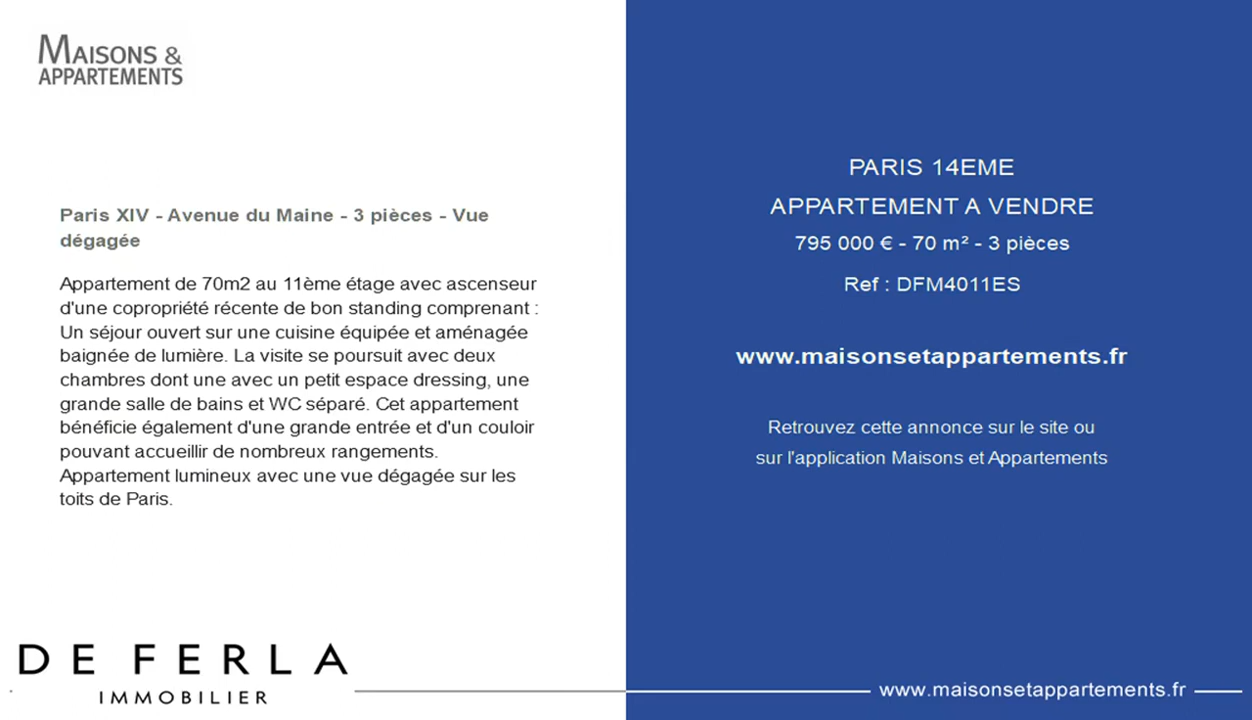 MAISONS &
APPARTEMENTS
Paris XIV - Avenue du Maine - 3 pièces - Vue
dégagée
Appartement de 70m2 au 11ème étage avec ascenseur
d'une copropriété récente de bon standing comprenant :
Un séjour ouvert sur une cuisine équipée et aménagée
baignée de lumière. La visite se poursuit avec deux
chambres dont une avec un petit espace dressing, une
grande salle de bains et WC séparé. Cet appartement
bénéficie également d'une grande entrée et d'un couloir
pouvant accueillir de nombreux rangements.
Appartement lumineux avec une vue dégagée sur les
toits de Paris.
DE FERLA
IMMOBILIER
PARIS 14EME
APPARTEMENT A VENDRE
795 000 € - 70 m² - 3 pièces
Ref : DFM4011ES
www.maisonsetappartements.fr
Retrouvez cette annonce sur le site ou
sur l'application Maisons et Appartements
www.maisonsetappartements.fr